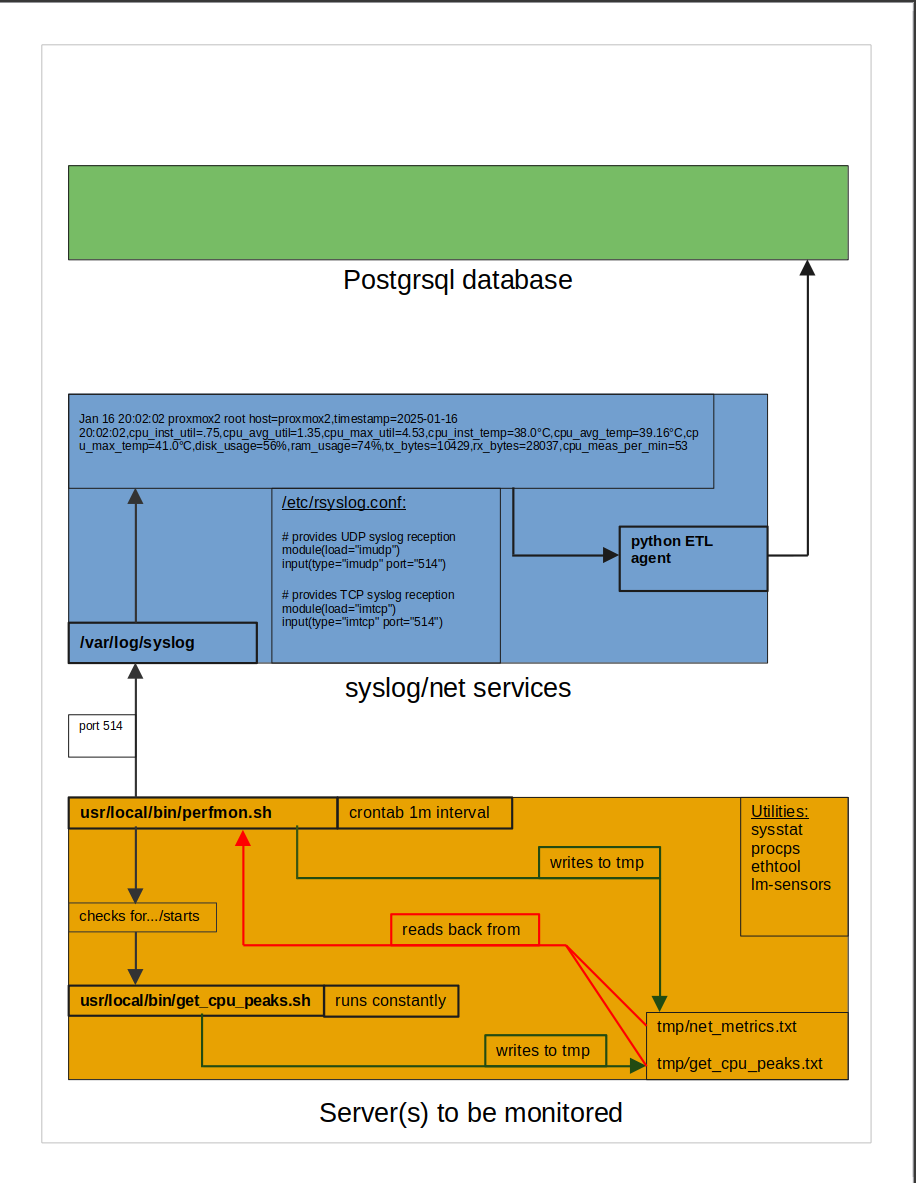 Postgrsql database
Jan 16 20:02:02 proxmox2 root host=proxmox2,timestamp=2025-01-16
20:02:02,cpu_inst_util=.75,cpu_avg_util=1.35,cpu_max_util=4.53,cpu_inst_temp=38.0°C,cpu_avg_temp=39.16°C,cp
u_max_temp=41.0°C,disk_usage=56%,ram_usage=74%,tx_bytes=10429,rx_bytes=28037,cpu_meas_per_min=53
/etc/rsyslog.conf:
# provides UDP syslog reception
module(load="imudp")
input(type="imudp" port="514")
# provides TCP syslog reception
module(load="imtcp")
input(type="imtcp" port="514")
python ETL
agent
/var/log/syslog
syslog/net services
port 514
usr/local/bin/perfmon.sh
crontab 1m interval
Utilities:
sysstat
procps
ethtool
lm-sensors
writes to tmp
checks for.../starts
reads back from
usr/local/bin/get_cpu_peaks.sh
runs constantly
writes to tmp
tmp/net_metrics.txt
tmp/get_cpu_peaks.txt
Server(s) to be monitored